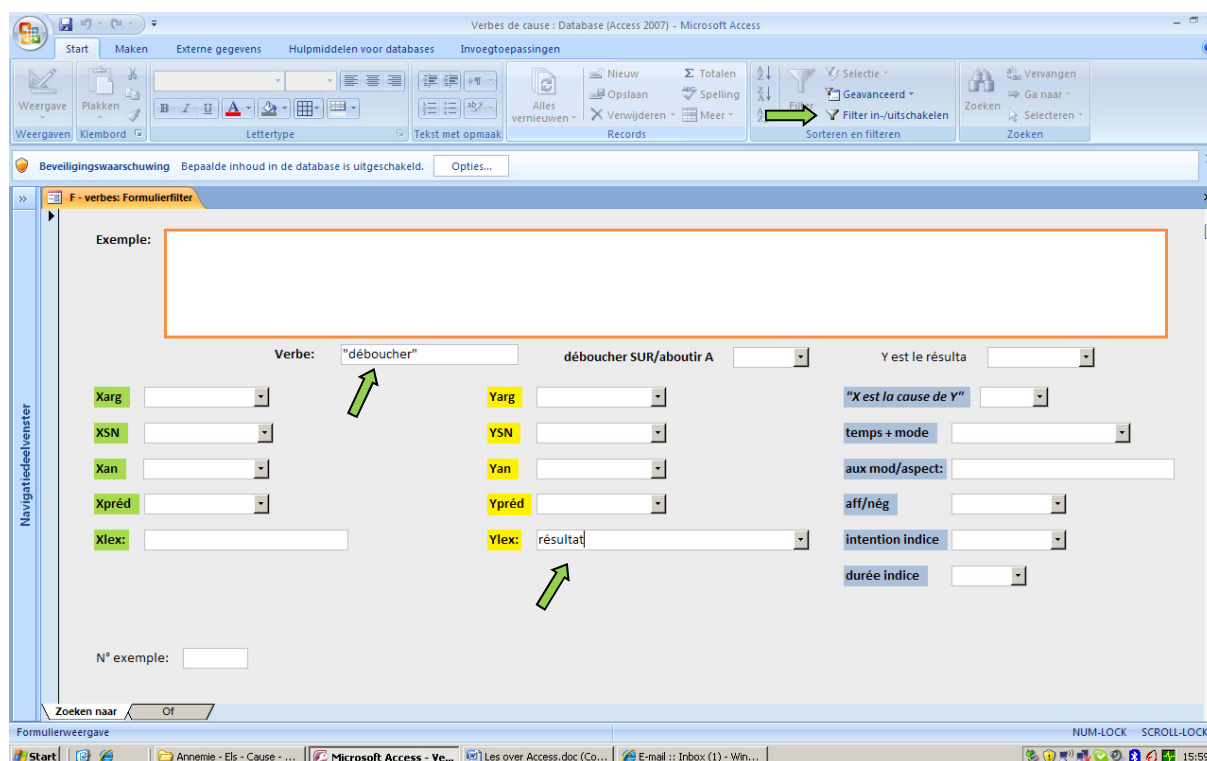 Verbes de cause : Database (Access 2007) - Microsoft Access
Start Maken Externe gegevens Hulpmiddelen voor databases Invoegtoepassingen
Nieuw Σ Totalen Selectie Vervangen
Weergave Plakken Alles vernieuwen Opslaan Spelling Filter Geavanceerd Zoeken Ga naar
B I U A Verwijderen Meer Filter in-/uitschakelen Selecteren
Weergaven Klembord Lettertype Tekst met opmaak Records Sorteren en filteren Zoeken
Beveiligingswaarschuwing Bepaalde inhoud in de database is uitgeschakeld. Opties...
» F - verbes: Formulierfilter
Navigatiedeelvenster
Exemple:
Verbe: "déboucher" déboucher SUR/aboutir A Y est le résulta
Xarg Yarg "X est la cause de Y"
XSN YSN temps + mode
Xan Yan aux mod/aspect:
Xpréd Ypréd aff/nég
Xlex: Ylex: résultat intention indice
durée indice
N° exemple:
Zoeken naar Of
Formulierweergave NUM-LOCK SCROLL-LOCK
Start Annemie - Els - Cause - ... Microsoft Access - Ve... Les over Access.doc (Co... E-mail :: Inbox (1) - Win... 15:59